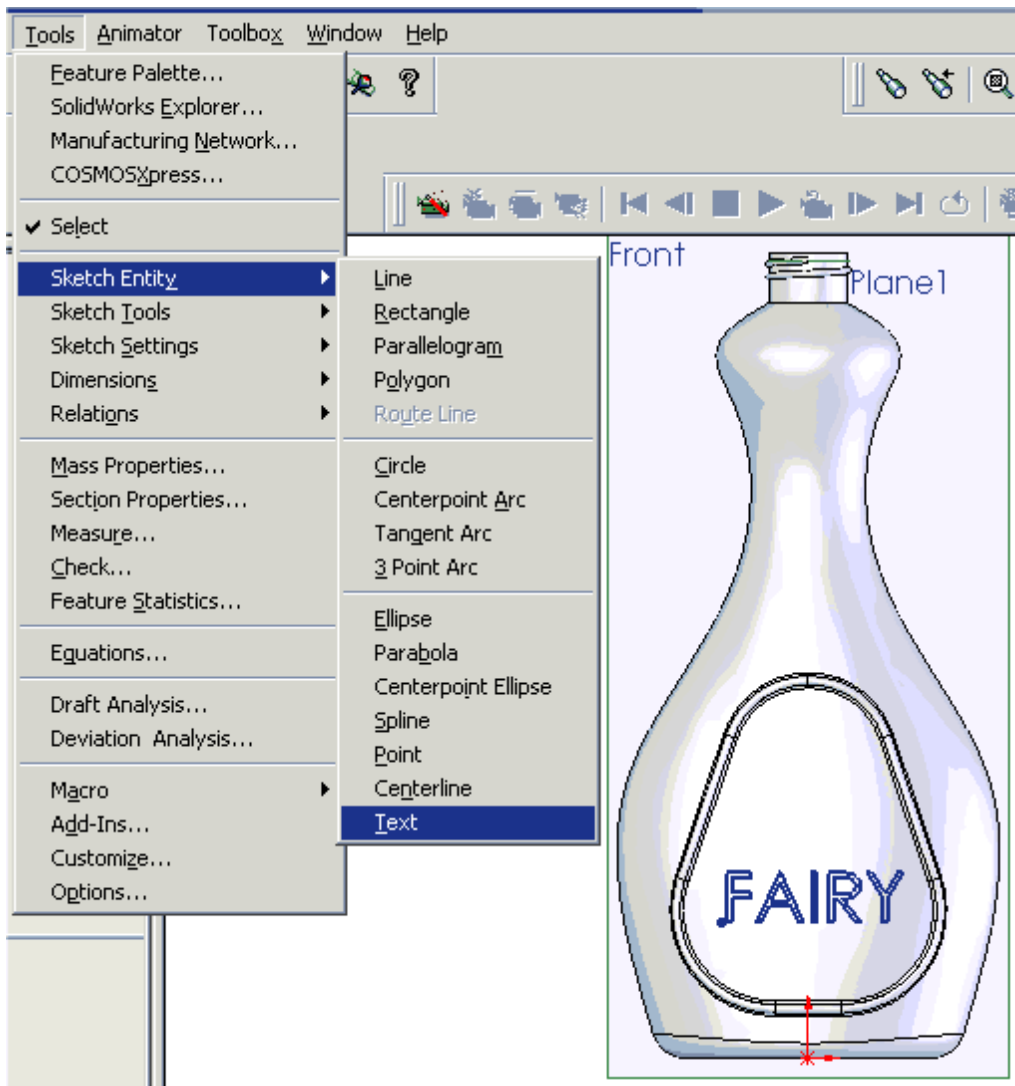 Tools Animator Toolbox Window Help
Feature Palette...
SolidWorks Explorer...
Manufacturing Network...
COSMOSXpress...
Select
Sketch Entity
Sketch Tools
Sketch Settings
Dimensions
Relations
Mass Properties...
Section Properties...
Measure...
Check...
Feature Statistics...
Equations...
Draft Analysis...
Deviation Analysis...
Macro
Add-Ins...
Customize...
Options...
Line
Rectangle
Parallelogram
Polygon
Route Line
Circle
Centerpoint Arc
Tangent Arc
3 Point Arc
Ellipse
Parabola
Centerpoint Ellipse
Spline
Point
Centerline
Text
Front
Plane1
FAIRY